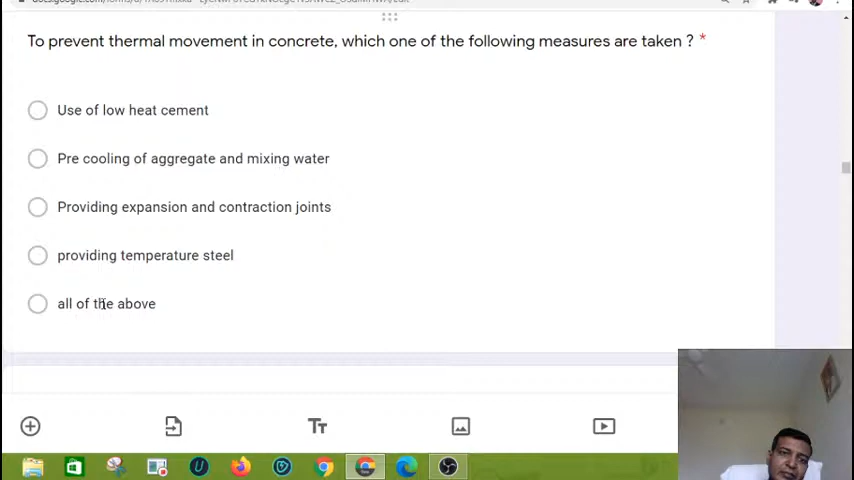 To prevent thermal movement in concrete, which one of the following measures are taken ? *
Use of low heat cement
Pre cooling of aggregate and mixing water
Providing expansion and contraction joints
providing temperature steel
all of the above
Tt